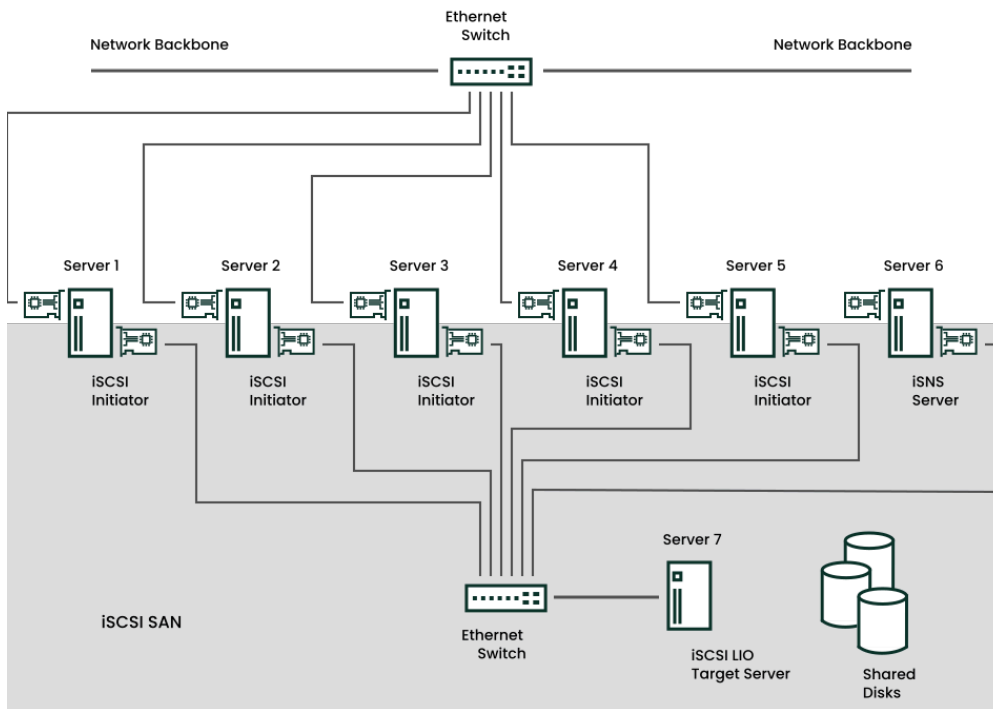 Ethernet
Switch
Network Backbone
Network Backbone
Server 1
Server 2
Server 3
Server 4
Server 5
Server 6
iSCSI
Initiator
iSCSI
Initiator
iSCSI
Initiator
iSCSI
Initiator
iSCSI
Initiator
iSNS
Server
Server 7
iSCSI SAN
Ethernet
Switch
iSCSI LIO
Target Server
Shared
Disks